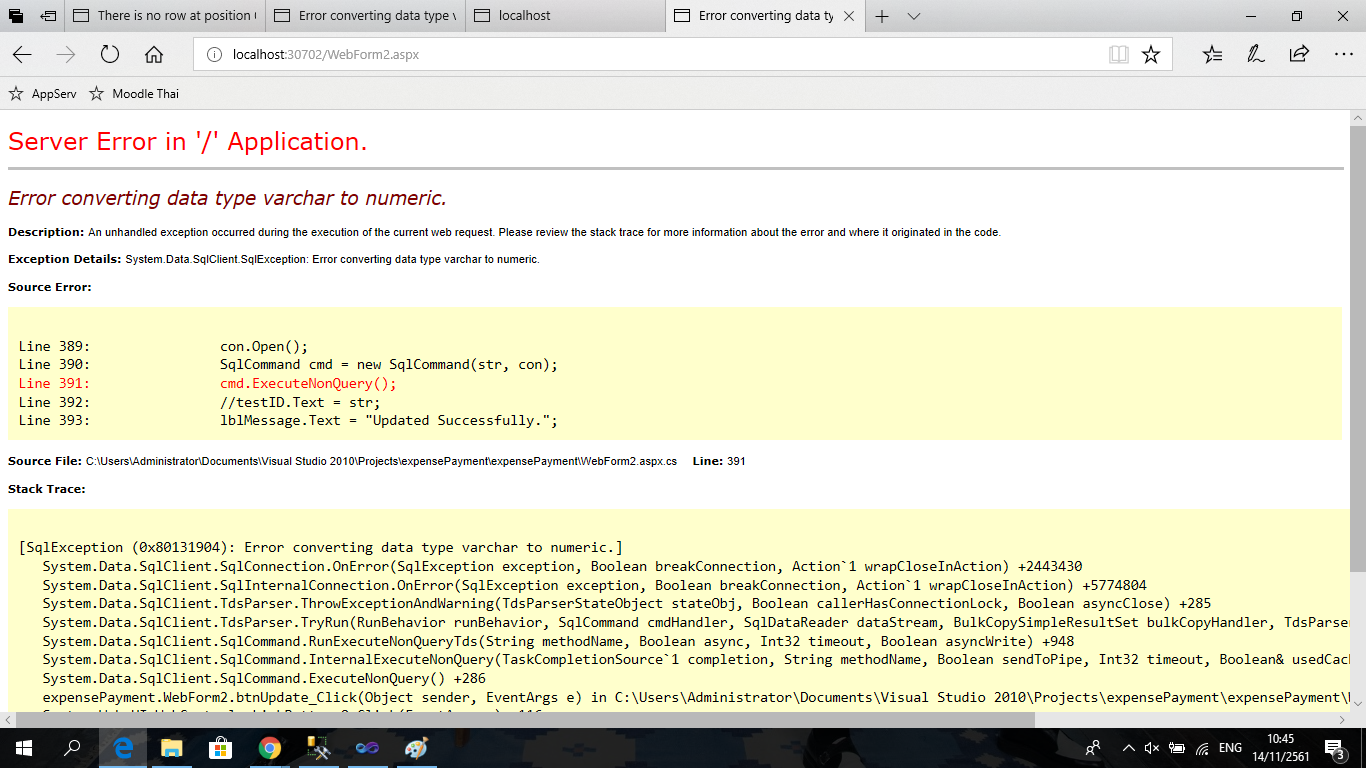 There is no row at position
Error converting data type v
localhost
Error converting data ty
localhost:30702/WebForm2.aspx
AppServ
Moodle Thai
Server Error in '/' Application.
Error converting data type varchar to numeric.
Description: An unhandled exception occurred during the execution of the current web request. Please review the stack trace for more information about the error and where it originated in the code.
Exception Details: System.Data.SqlClient.SqlException: Error converting data type varchar to numeric.
Source Error:
Line 389: con.Open();
Line 390: SqlCommand cmd = new SqlCommand(str, con);
Line 391: cmd.ExecuteNonQuery();
Line 392: //testID.Text = str;
Line 393: lblMessage.Text = "Updated Successfully.";
Source File: C:\Users\Administrator\Documents\Visual Studio 2010\Projects\expensePayment\expensePayment\WebForm2.aspx.cs Line: 391
Stack Trace:
[SqlException (0x80131904): Error converting data type varchar to numeric.]
System.Data.SqlClient.SqlConnection.OnError(SqlException exception, Boolean breakConnection, Action`1 wrapCloseInAction) +2443430
System.Data.SqlClient.SqlInternalConnection.OnError(SqlException exception, Boolean breakConnection, Action`1 wrapCloseInAction) +5774804
System.Data.SqlClient.TdsParser.ThrowExceptionAndWarning(TdsParserStateObject stateObj, Boolean callerHasConnectionLock, Boolean asyncClose) +285
System.Data.SqlClient.TdsParser.TryRun(RunBehavior runBehavior, SqlCommand cmdHandler, SqlDataReader dataStream, BulkCopySimpleResultSet bulkCopyHandler, TdsParse
System.Data.SqlClient.SqlCommand.RunExecuteNonQueryTds(String methodName, Boolean async, Int32 timeout, Boolean asyncWrite) +948
System.Data.SqlClient.SqlCommand.InternalExecuteNonQuery(TaskCompletionSource`1 completion, String methodName, Boolean sendToPipe, Int32 timeout, Boolean& usedCac
System.Data.SqlClient.SqlCommand.ExecuteNonQuery() +286
expensePayment.WebForm2.btnUpdate_Click(Object sender, EventArgs e) in C:\Users\Administrator\Documents\Visual Studio 2010\Projects\expensePayment\expensePayment\
ENG
10:45
14/11/2561
3